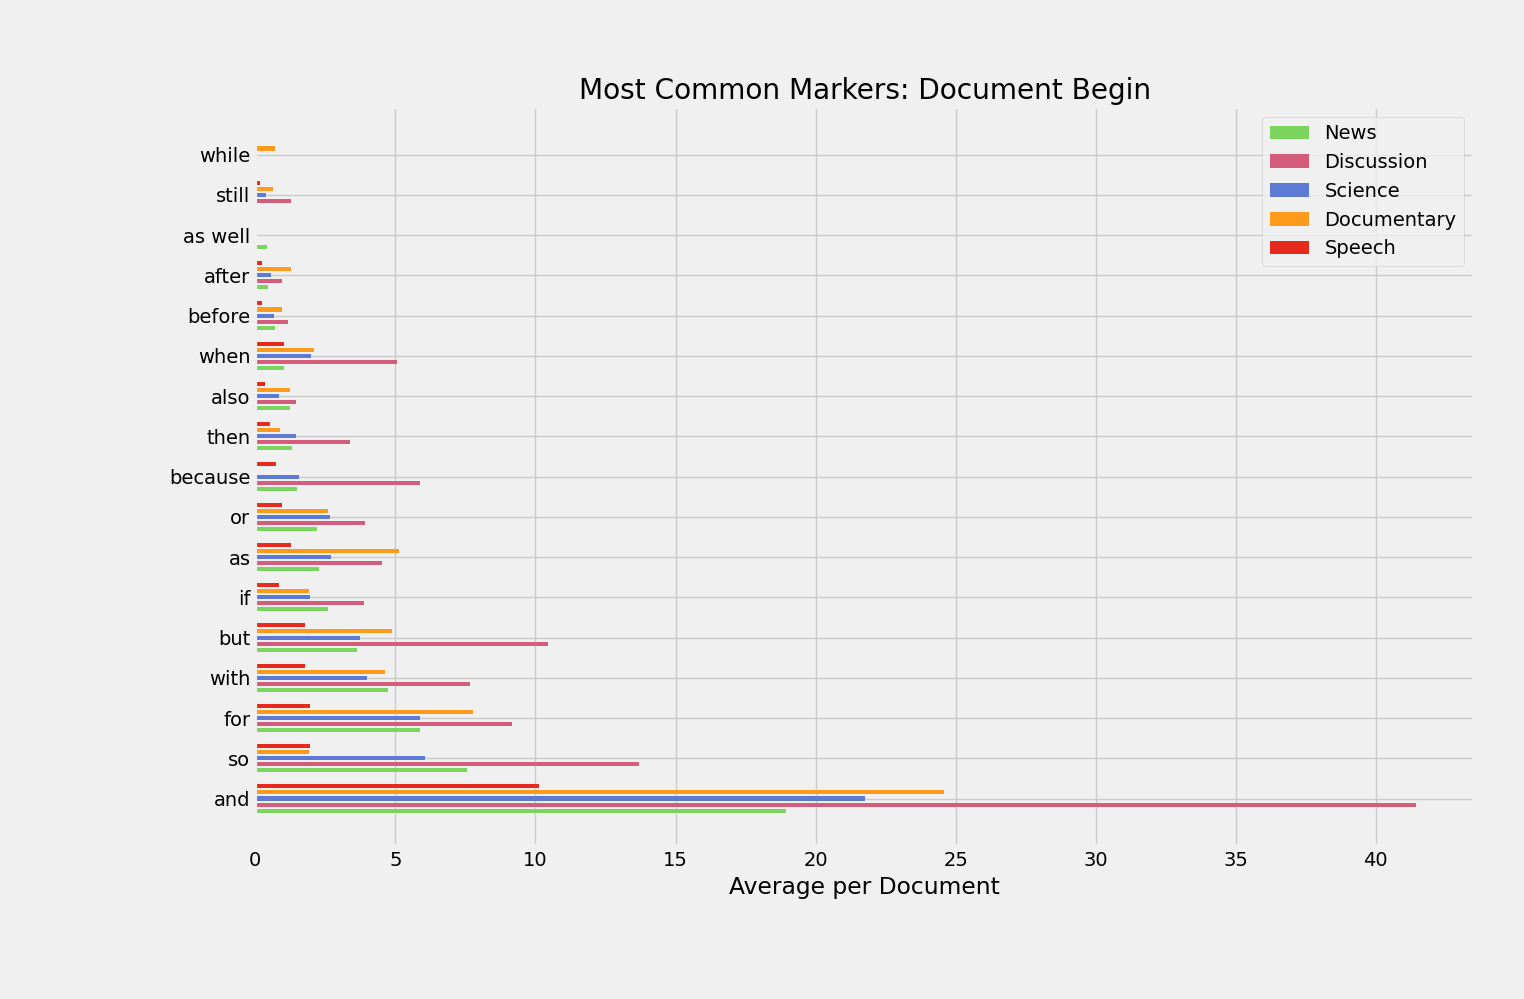 Most Common Markers: Document Begin
News
Discussion
Science
Documentary
Speech
while
still
as well
after
before
when
also
then
because
or
as
if
but
with
for
so
and
0 5 10 15 20 25 30 35 40
Average per Document